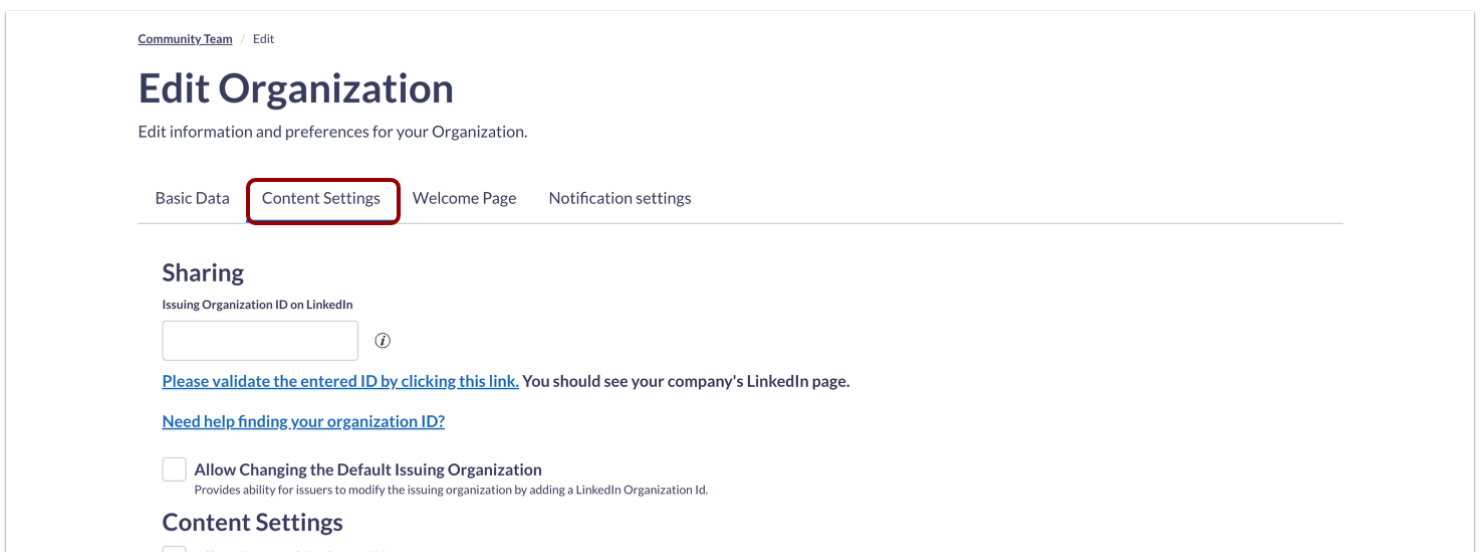 Community Team / Edit
Edit Organization
Edit information and preferences for your Organization.
Basic Data Content Settings Welcome Page Notification settings
Sharing
Issuing Organization ID on LinkedIn
i
Please validate the entered ID by clicking this link. You should see your company's LinkedIn page.
Need help finding your organization ID?
Allow Changing the Default Issuing Organization
Provides ability for issuers to modify the issuing organization by adding a LinkedIn Organization Id.
Content Settings